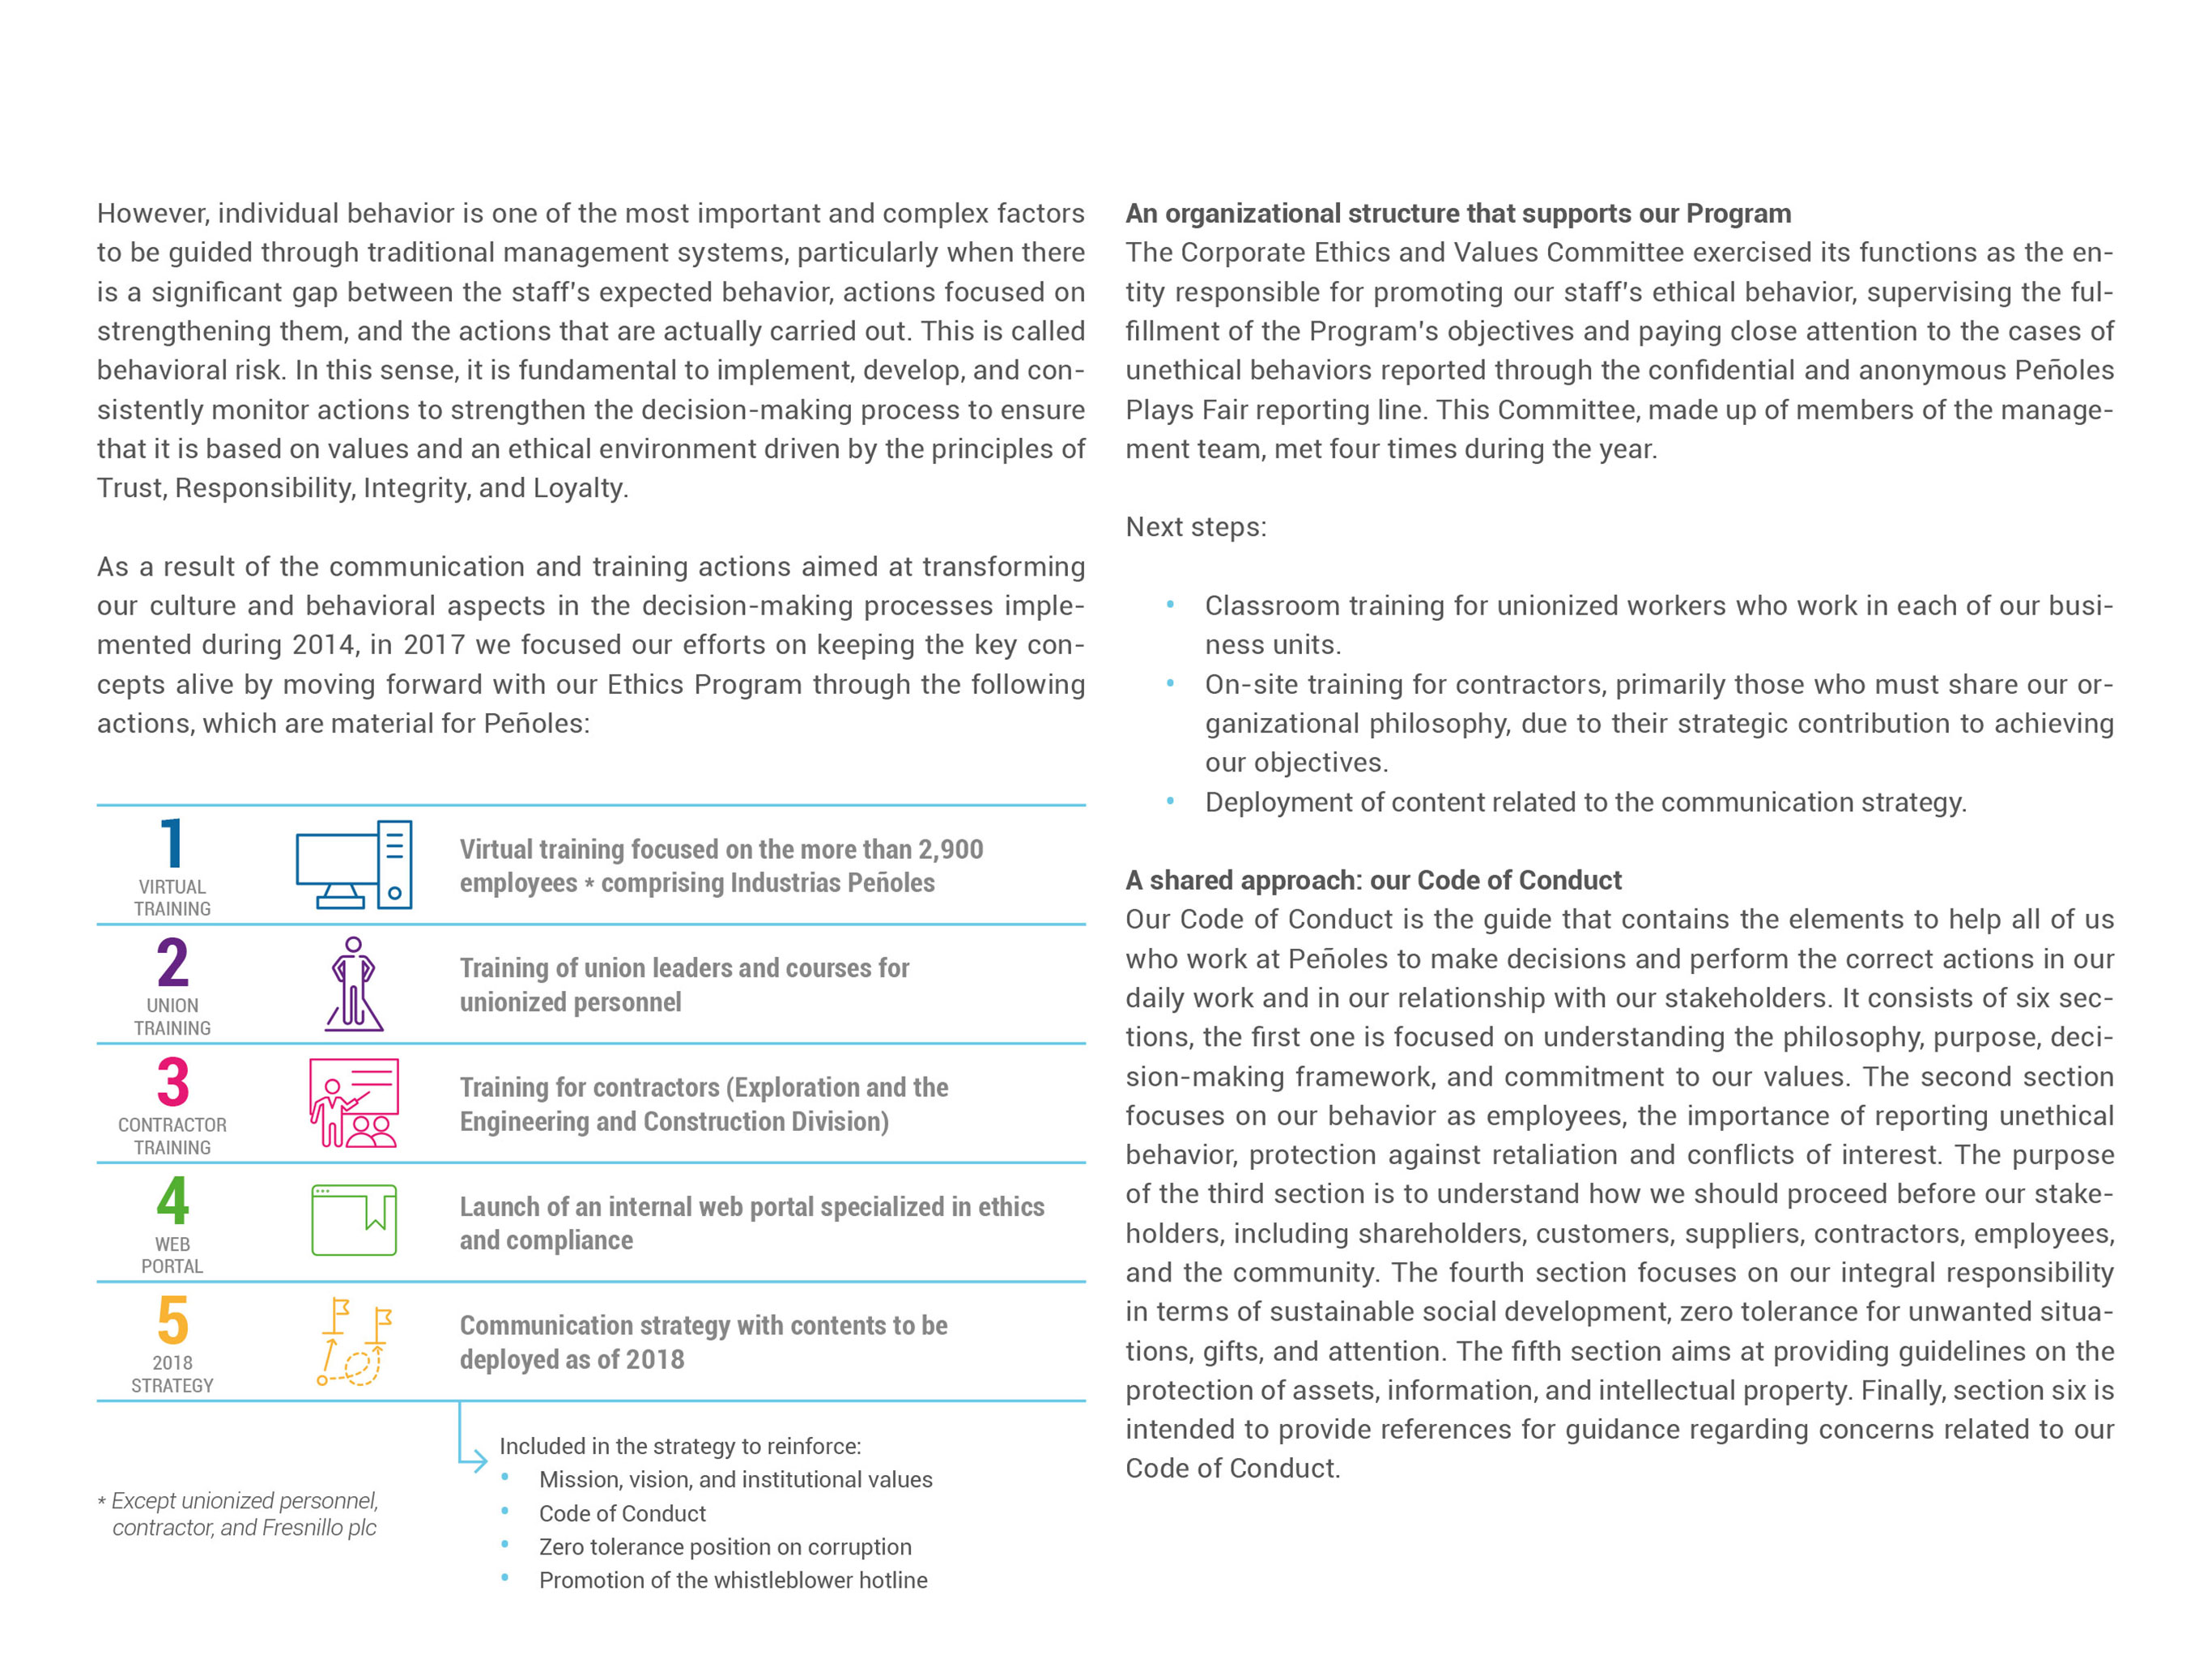 However, individual behavior is one of the most important and complex factors
to be guided through traditional management systems, particularly when there
is a significant gap between the staff's expected behavior, actions focused on
strengthening them, and the actions that are actually carried out. This is called
behavioral risk. In this sense, it is fundamental to implement, develop, and con-
sistently monitor actions to strengthen the decision-making process to ensure
that it is based on values and an ethical environment driven by the principles of
Trust, Responsibility, Integrity, and Loyalty.
As a result of the communication and training actions aimed at transforming
our culture and behavioral aspects in the decision-making processes imple-
mented during 2014, in 2017 we focused our efforts on keeping the key con-
cepts alive by moving forward with our Ethics Program through the following
actions, which are material for Peñoles:
1
VIRTUAL
TRAINING
Virtual training focused on the more than 2,900
employees * comprising Industrias Peñoles
2
UNION
TRAINING
Training of union leaders and courses for
unionized personnel
3
CONTRACTOR
TRAINING
Training for contractors (Exploration and the
Engineering and Construction Division)
4
WEB
PORTAL
Launch of an internal web portal specialized in ethics
and compliance
5
2018
STRATEGY
Communication strategy with contents to be
deployed as of 2018
Included in the strategy to reinforce:
• Mission, vision, and institutional values
• Code of Conduct
• Zero tolerance position on corruption
• Promotion of the whistleblower hotline
* Except unionized personnel,
contractor, and Fresnillo plc
An organizational structure that supports our Program
The Corporate Ethics and Values Committee exercised its functions as the en-
tity responsible for promoting our staff's ethical behavior, supervising the ful-
fillment of the Program's objectives and paying close attention to the cases of
unethical behaviors reported through the confidential and anonymous Peñoles
Plays Fair reporting line. This Committee, made up of members of the manage-
ment team, met four times during the year.
Next steps:
• Classroom training for unionized workers who work in each of our busi-
ness units.
• On-site training for contractors, primarily those who must share our or-
ganizational philosophy, due to their strategic contribution to achieving
our objectives.
• Deployment of content related to the communication strategy.
A shared approach: our Code of Conduct
Our Code of Conduct is the guide that contains the elements to help all of us
who work at Peñoles to make decisions and perform the correct actions in our
daily work and in our relationship with our stakeholders. It consists of six sec-
tions, the first one is focused on understanding the philosophy, purpose, deci-
sion-making framework, and commitment to our values. The second section
focuses on our behavior as employees, the importance of reporting unethical
behavior, protection against retaliation and conflicts of interest. The purpose
of the third section is to understand how we should proceed before our stake-
holders, including shareholders, customers, suppliers, contractors, employees,
and the community. The fourth section focuses on our integral responsibility
in terms of sustainable social development, zero tolerance for unwanted situa-
tions, gifts, and attention. The fifth section aims at providing guidelines on the
protection of assets, information, and intellectual property. Finally, section six is
intended to provide references for guidance regarding concerns related to our
Code of Conduct.